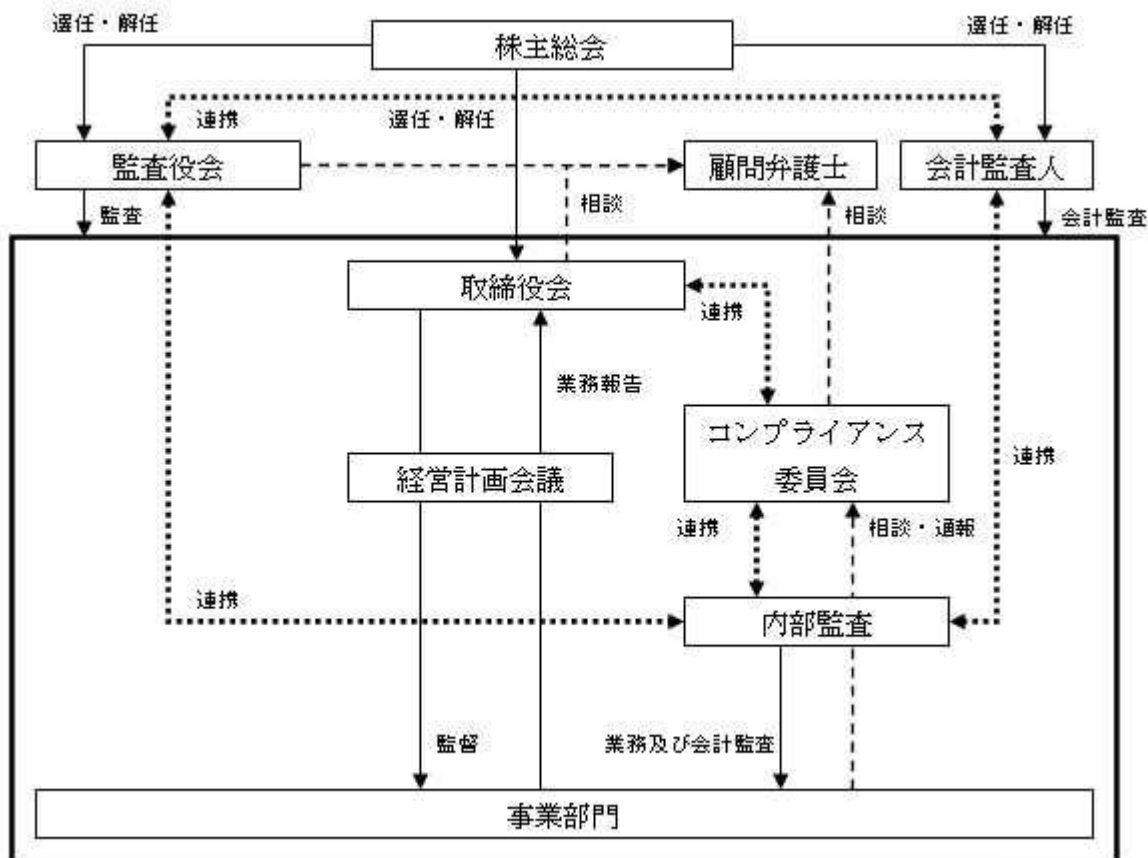 選任・解任
株主総会
選任・解任
連携
選任・解任
監査役会
顧問弁護士
会計監査人
監査
相談
相談
会計監査
取締役会
連携
業務報告
コンプライアンス
委員会
経営計画会議
連携
連携
相談・通報
連携
内部監査
監督
業務及び会計監査
事業部門